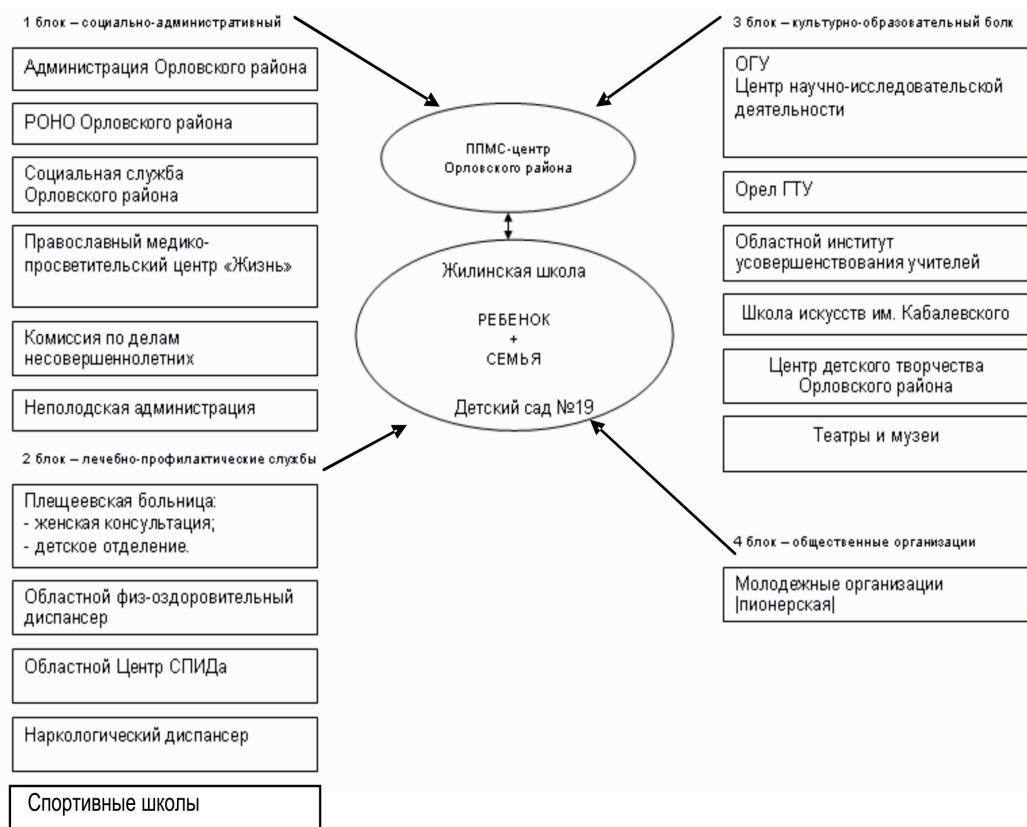 1 блок – социально-административный
Администрация Орловского района
РОНО Орловского района
Социальная служба
Орловского района
Православный медико-
просветительский центр «Жизнь»
Комиссия по делам
несовершеннолетних
Неполодская администрация
2 блок – лечебно-профилактические службы
Плещеевская больница:
- женская консультация;
- детское отделение.
Областной физ-оздоровительный
диспансер
Областной Центр СПИДа
Наркологический диспансер
Спортивные школы
ППМС-центр
Орловского района
Жилинская школа
РЕБЕНОК
+
СЕМЬЯ
Детский сад №19
3 блок – культурно-образовательный болк
ОГУ
Центр научно-исследовательской
деятельности
Орел ГТУ
Областной институт
усовершенствования учителей
Школа искусств им. Кабалевского
Центр детского творчества
Орловского района
Театры и музеи
4 блок – общественные организации
Молодежные организации
|пионерская|